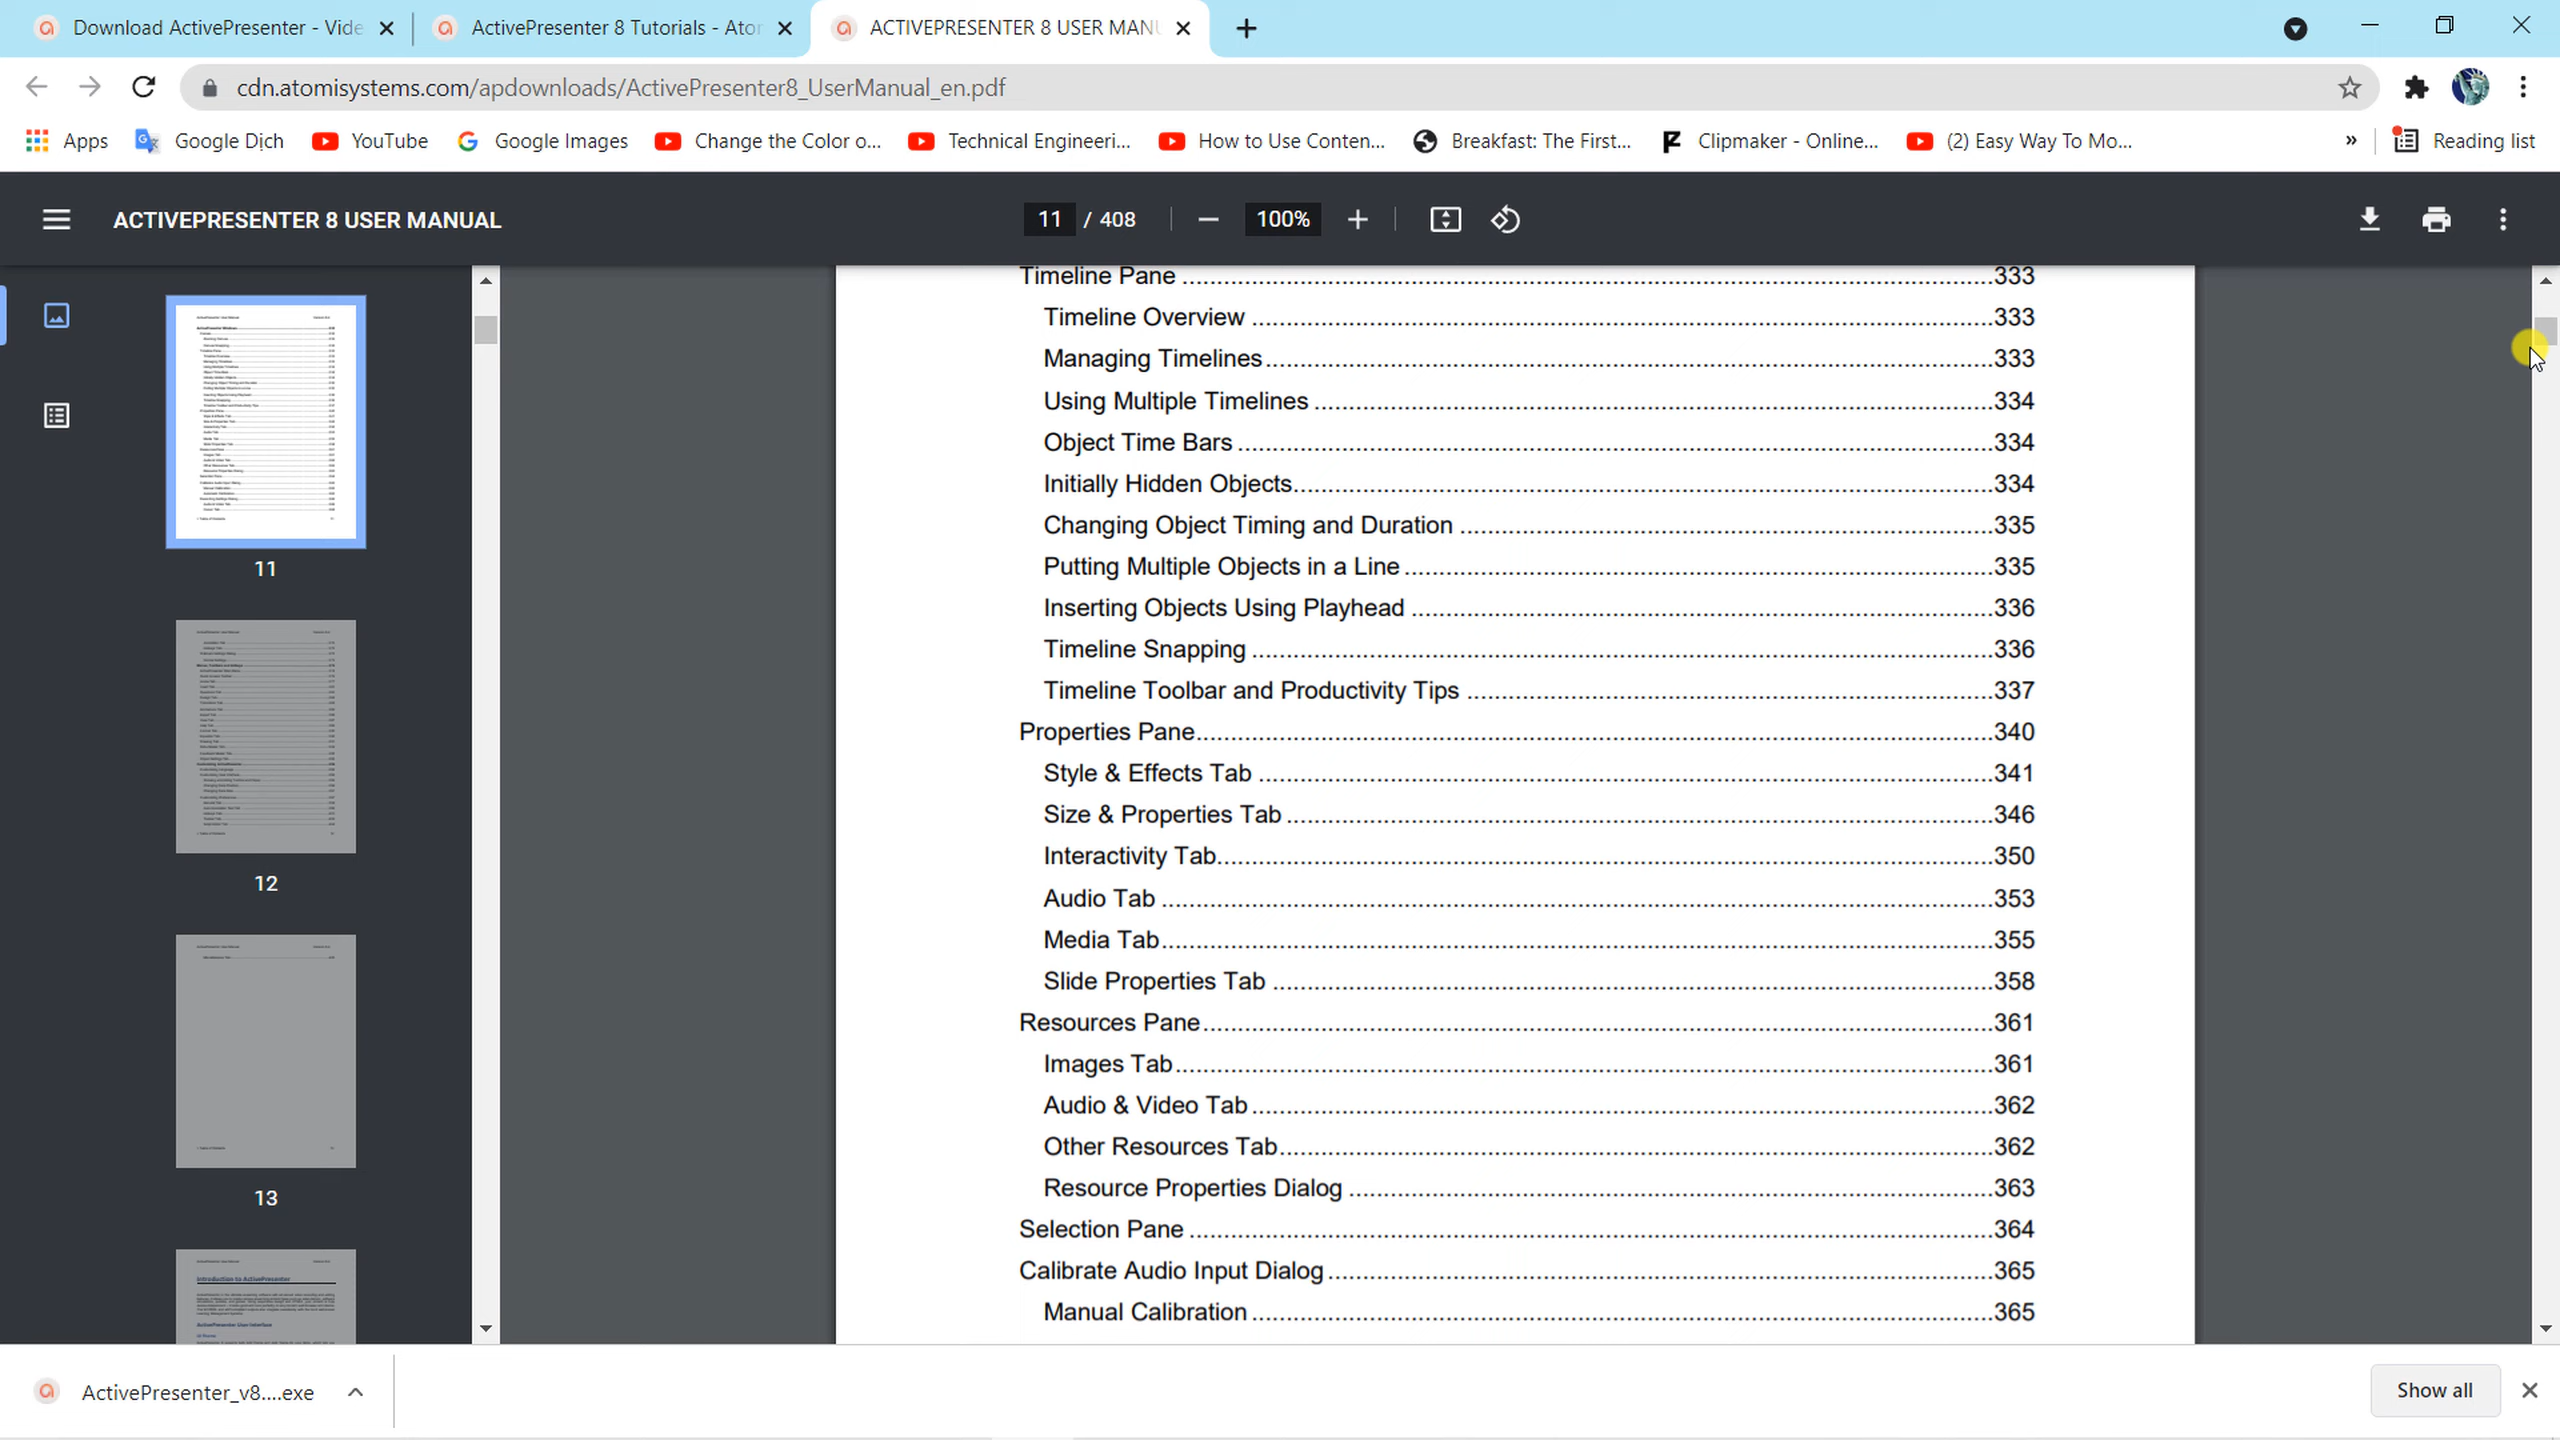 Download ActivePresenter - Vide
ActivePresenter 8 Tutorials - Ato
ACTIVEPRESENTER 8 USER MANU
cdn.atomisystems.com/apdownloads/ActivePresenter8_UserManual_en.pdf
Apps
Google Dịch
YouTube
Google Images
Change the Color o...
Technical Engineeri...
How to Use Conten...
Breakfast: The First...
Clipmaker - Online...
(2) Easy Way To Mo...
»
Reading list
ACTIVEPRESENTER 8 USER MANUAL
11 / 408
100%
11
12
13
Introduction to ActivePresenter
ActivePresenter User Interface
Timeline Pane ........ 333
Timeline Overview ........ 333
Managing Timelines ........ 333
Using Multiple Timelines ........ 334
Object Time Bars ........ 334
Initially Hidden Objects ........ 334
Changing Object Timing and Duration ........ 335
Putting Multiple Objects in a Line ........ 335
Inserting Objects Using Playhead ........ 336
Timeline Snapping ........ 336
Timeline Toolbar and Productivity Tips ........ 337
Properties Pane ........ 340
Style & Effects Tab ........ 341
Size & Properties Tab ........ 346
Interactivity Tab ........ 350
Audio Tab ........ 353
Media Tab ........ 355
Slide Properties Tab ........ 358
Resources Pane ........ 361
Images Tab ........ 361
Audio & Video Tab ........ 362
Other Resources Tab ........ 362
Resource Properties Dialog ........ 363
Selection Pane ........ 364
Calibrate Audio Input Dialog ........ 365
Manual Calibration ........ 365
ActivePresenter_v8....exe
Show all